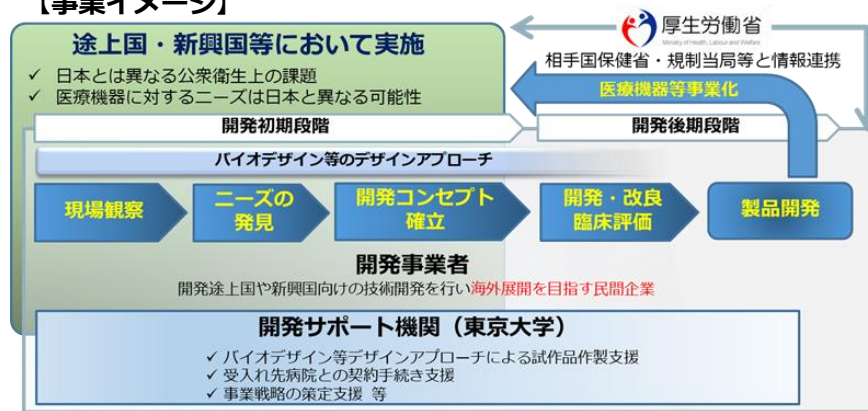 【事業イメージ】
途上国・新興国等において実施
✓ 日本とは異なる公衆衛生上の課題
✓ 医療機器に対するニーズは日本と異なる可能性
厚生労働省
Ministry of Health, Labour and Welfare
相手国保健省・規制当局等と情報連携
医療機器等事業化
開発初期段階
開発後期段階
バイオデザイン等のデザインアプローチ
現場観察
ニーズの
発見
開発コンセプト
確立
開発・改良
臨床評価
製品開発
開発事業者
開発途上国や新興国向けの技術開発を行い海外展開を目指す民間企業
開発サポート機関（東京大学）
✓ バイオデザイン等デザインアプローチによる試作品作製支援
✓ 受入れ先病院との契約手続き支援
✓ 事業戦略の策定支援 等